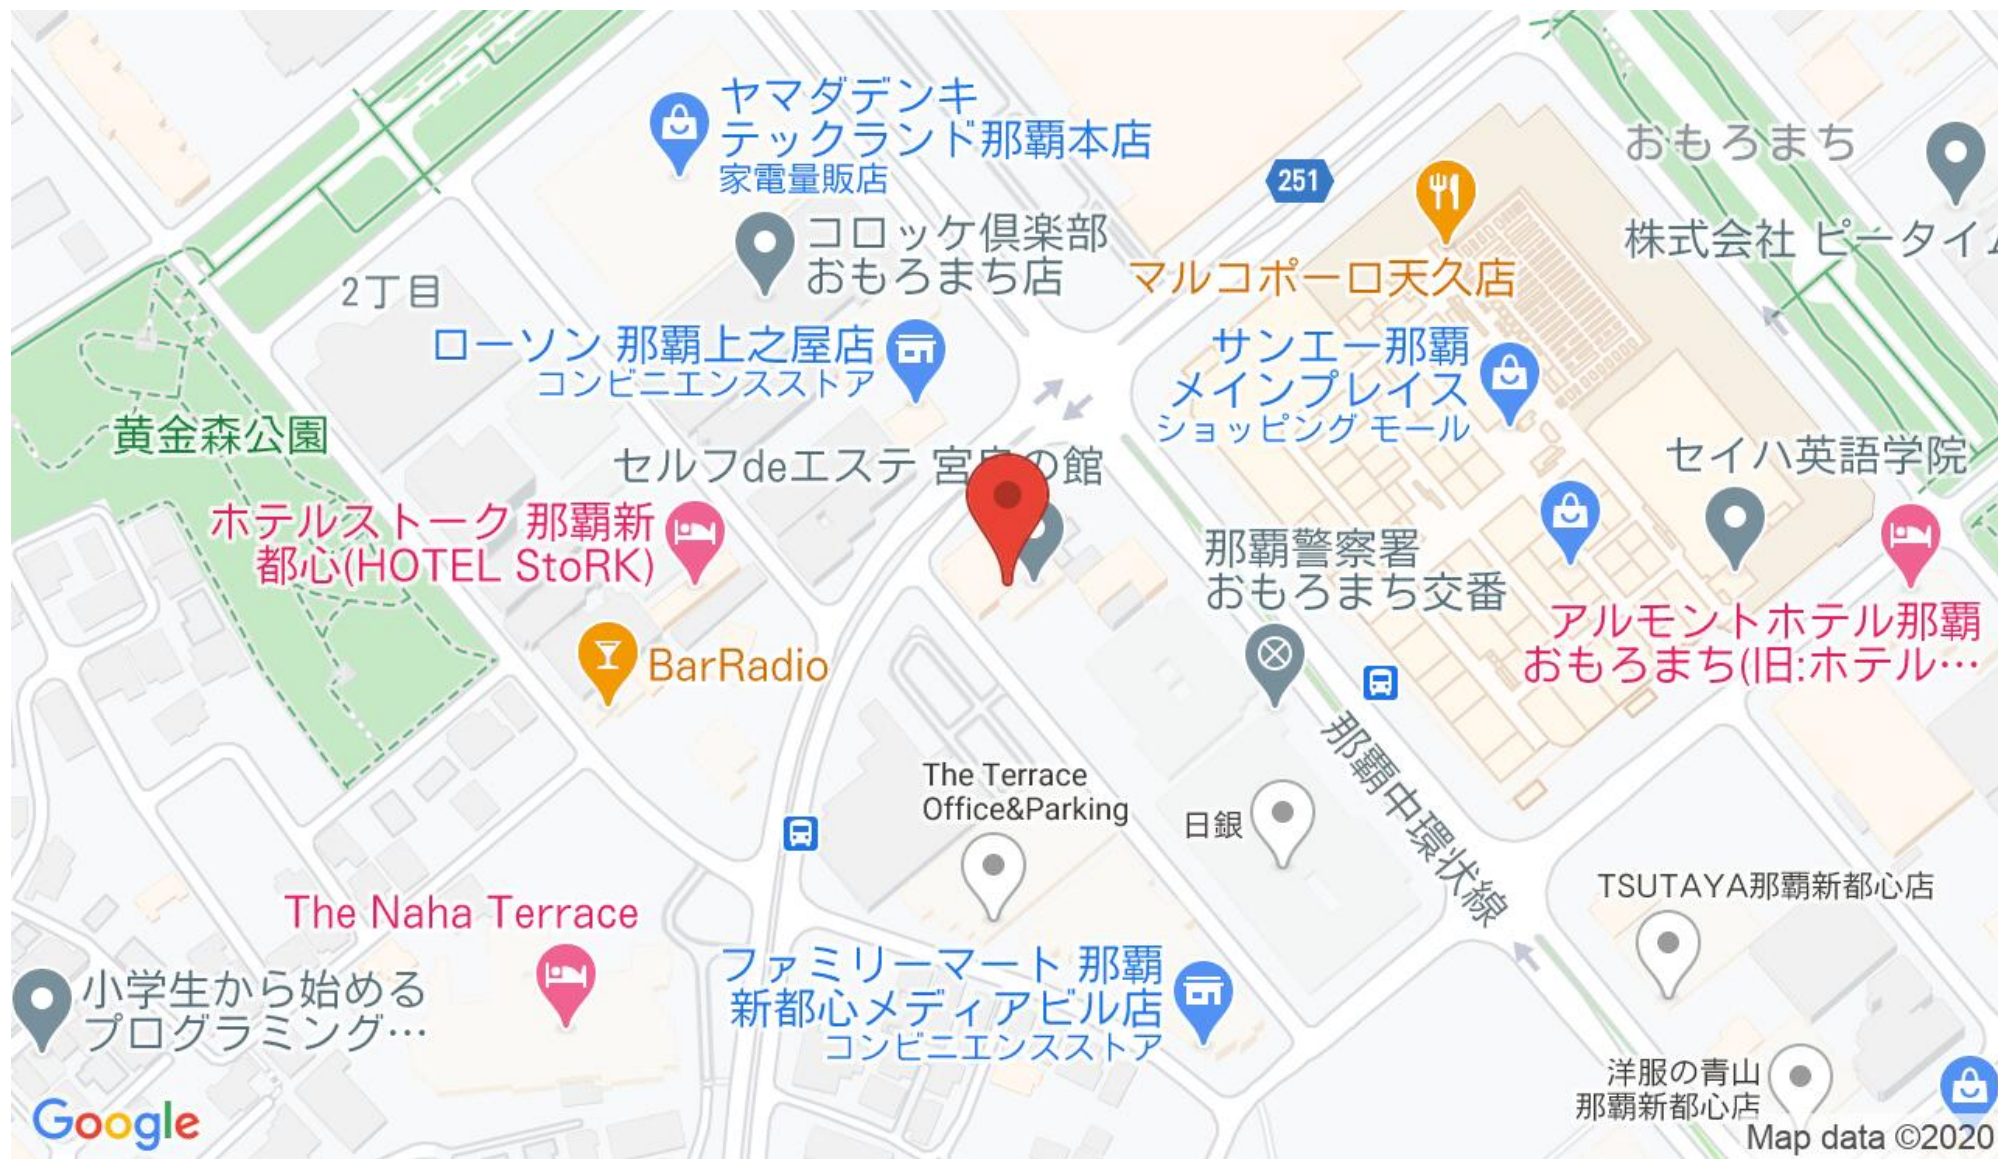 ヤマダデンキ
テックランド那覇本店
家電量販店
251
おもろまち
コロッケ倶楽部
おもろまち店
マルコポーロ天久店
株式会社 ピータイム
2丁目
ローソン 那覇上之屋店
コンビニエンスストア
サンエー那覇
メインプレイス
ショッピング モール
黄金森公園
セルフdeエステ 宮の館
セイハ英語学院
ホテルストーク 那覇新
都心(HOTEL StoRK)
那覇警察署
おもろまち交番
アルモントホテル那覇
おもろまち(旧:ホテル…
BarRadio
那覇中環状線
The Terrace
Office&Parking
日銀
TSUTAYA那覇新都心店
The Naha Terrace
ファミリーマート 那覇
新都心メディアビル店
コンビニエンスストア
小学生から始める
プログラミング…
洋服の青山
那覇新都心店
Google
Map data ©2020